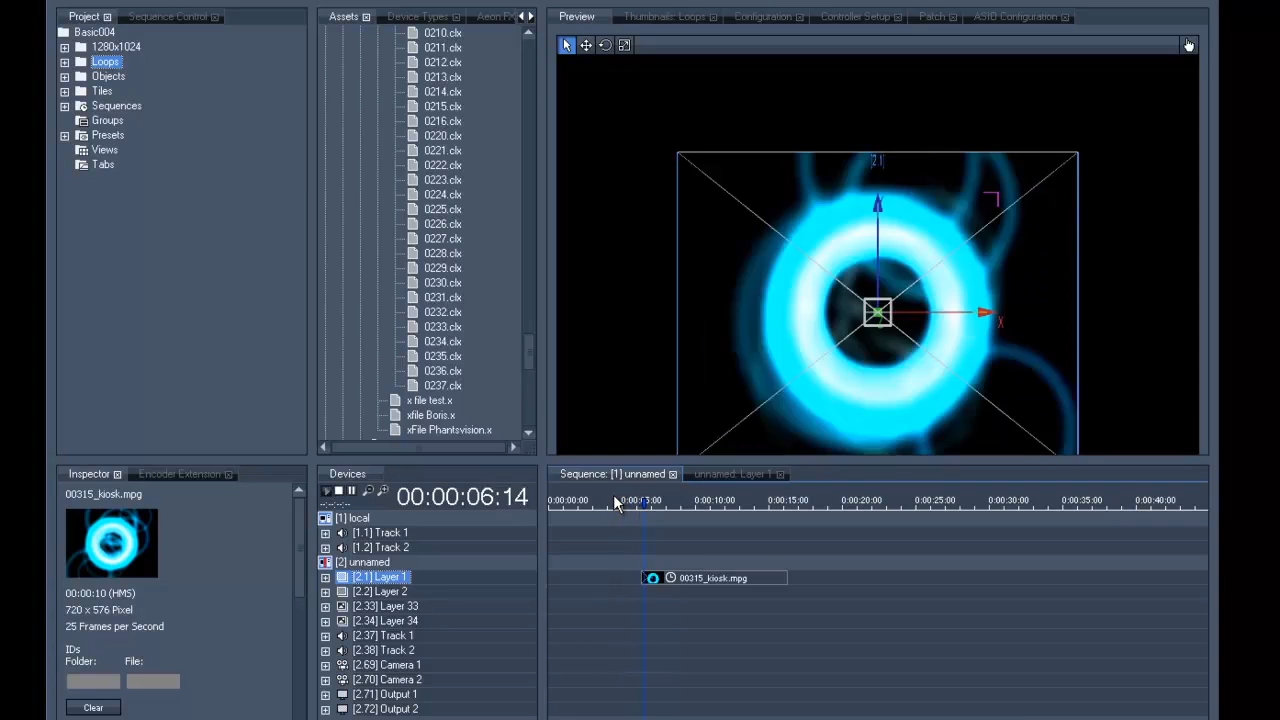 Project
Sequence Control
Basic004
1280x1024
Loops
Objects
Tiles
Sequences
Groups
Presets
Views
Tabs
Assets
Device Types
Aeon FX
0210.clx
0211.clx
0212.clx
0213.clx
0214.clx
0215.clx
0216.clx
0220.clx
0221.clx
0222.clx
0223.clx
0224.clx
0225.clx
0226.clx
0227.clx
0228.clx
0229.clx
0230.clx
0231.clx
0232.clx
0233.clx
0234.clx
0235.clx
0236.clx
0237.clx
x file test.x
xfile Boris.x
xFile Phantsvision.x
Preview
Thumbnails: Loops
Configuration
Controller Setup
Patch
ASIO Configuration
[2.1]
X
Inspector
Encoder Extension
00315_kiosk.mpg
00:00:10 (HMS)
720 x 576 Pixel
25 Frames per Second
IDs
Folder: File:
Clear
Devices
00:00:06:14
--:--:--:--
[1] local
[1.1] Track 1
[1.2] Track 2
[2] unnamed
[2.1] Layer 1
[2.2] Layer 2
[2.33] Layer 33
[2.34] Layer 34
[2.37] Track 1
[2.38] Track 2
[2.69] Camera 1
[2.70] Camera 2
[2.71] Output 1
[2.72] Output 2
Sequence: [1] unnamed
unnamed: Layer 1
0:00:00:00 0:00:05:00 0:00:10:00 0:00:15:00 0:00:20:00 0:00:25:00 0:00:30:00 0:00:35:00 0:00:40:00
00315_kiosk.mpg